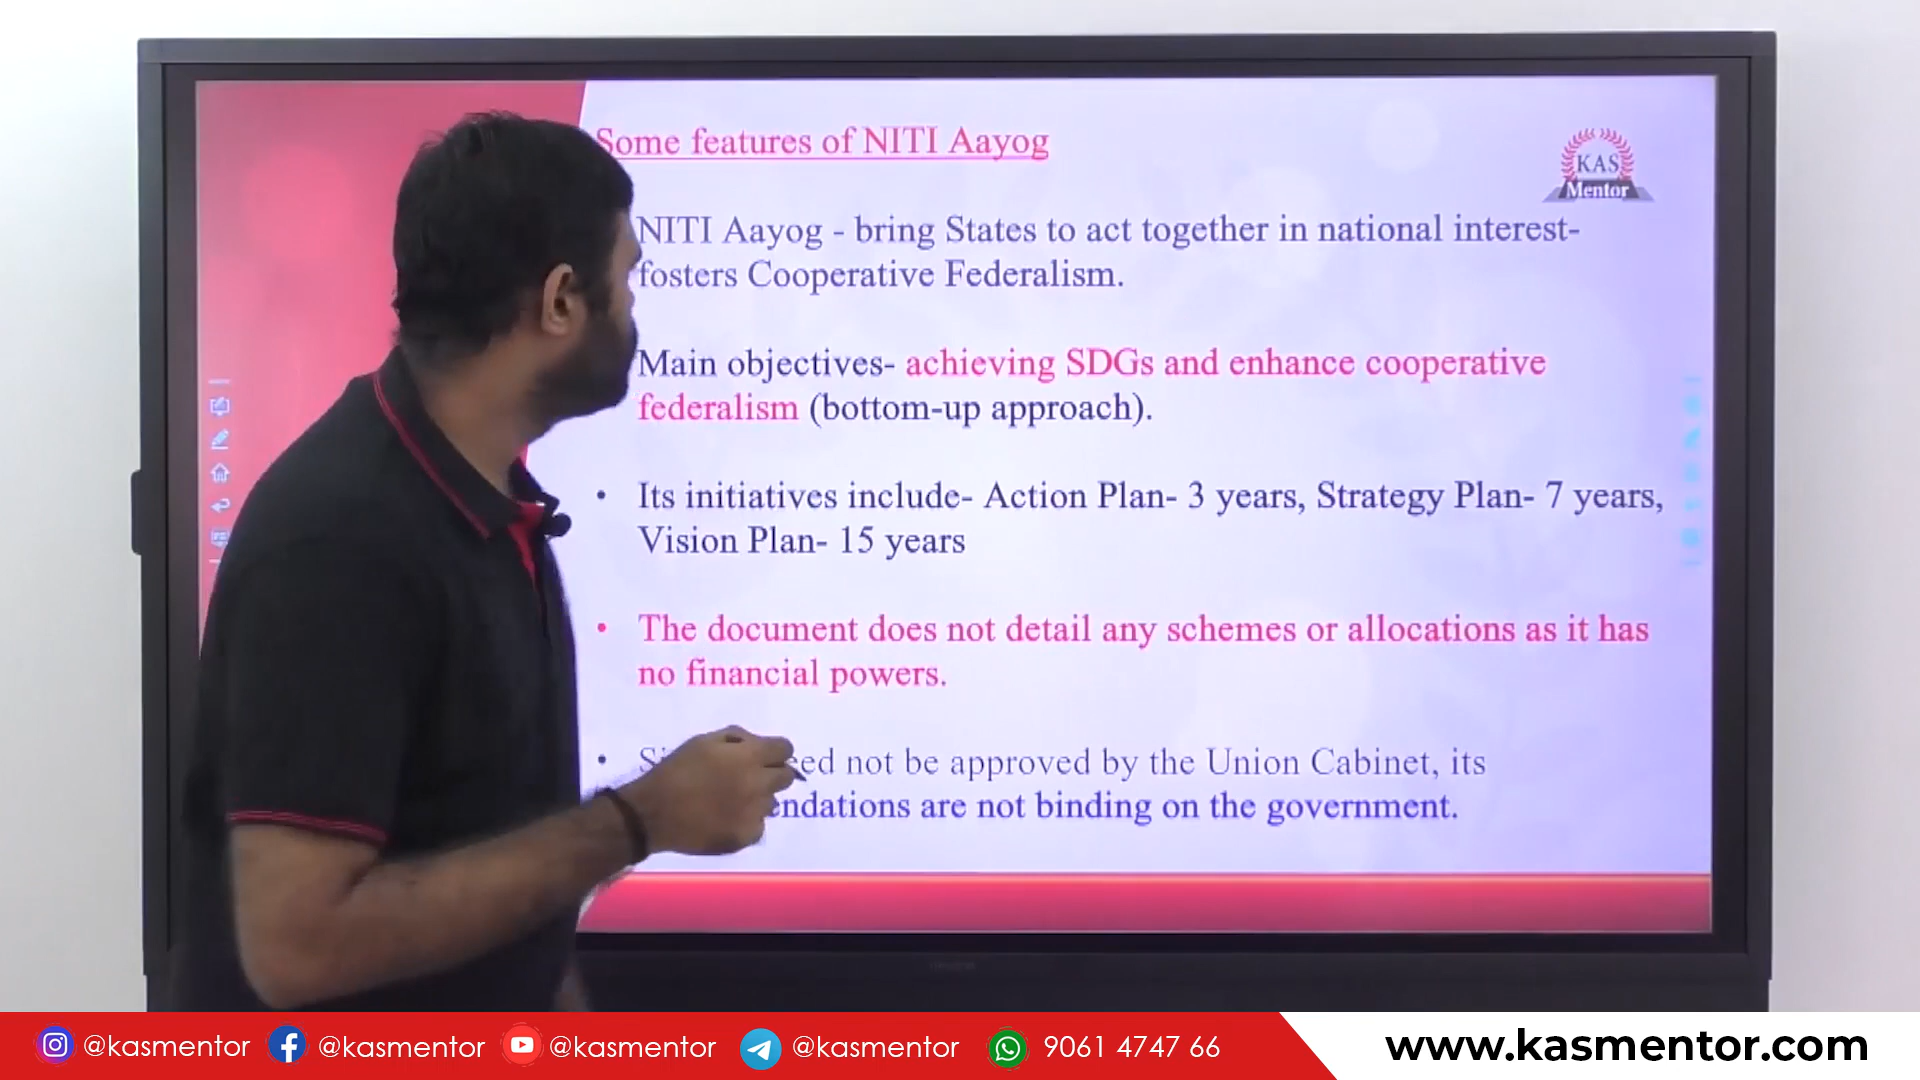 Some features of NITI Aayog
KAS
Mentor
NITI Aayog - bring States to act together in national interest-
fosters Cooperative Federalism.
Main objectives- achieving SDGs and enhance cooperative
federalism (bottom-up approach).
• Its initiatives include- Action Plan- 3 years, Strategy Plan- 7 years,
Vision Plan- 15 years
• The document does not detail any schemes or allocations as it has
no financial powers.
• not be approved by the Union Cabinet, its
are not binding on the government.
@kasmentor @kasmentor @kasmentor @kasmentor 9061 4747 66
www.kasmentor.com